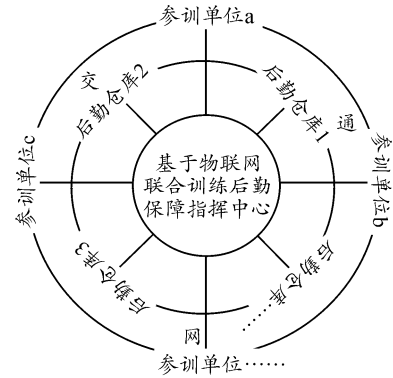 参训单位a
交
后勤仓库2
后勤仓库1
通
参训单位c
基于物联网
联合训练后勤
保障指挥中心
参训单位b
后勤仓库3
后勤仓库……
网
参训单位……